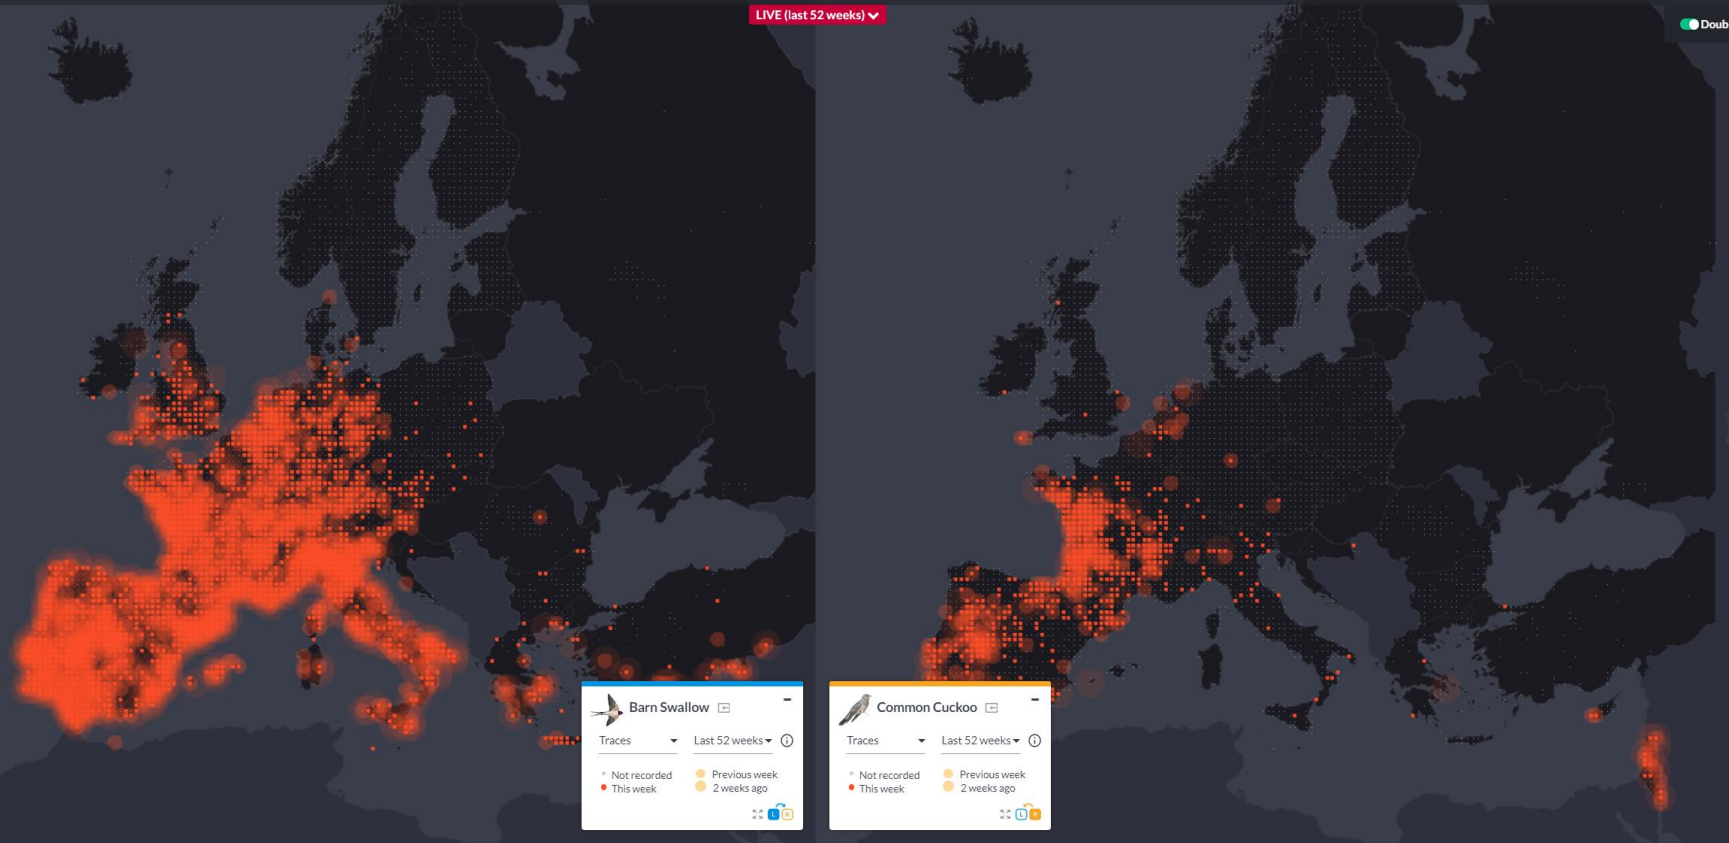 LIVE (last 52 weeks)
Doub
Barn Swallow
Traces
Last 52 weeks
Not recorded
Previous week
This week
2 weeks ago
L
R
Common Cuckoo
Traces
Last 52 weeks
Not recorded
Previous week
This week
2 weeks ago
L
R